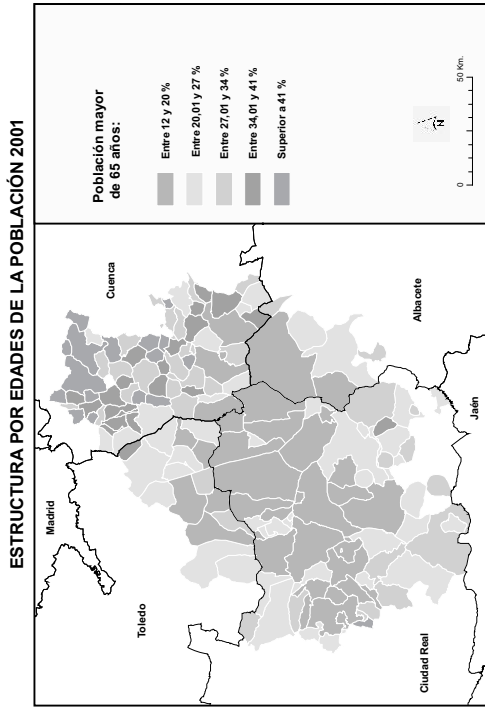 ESTRUCTURA POR EDADES DE LA POBLACIÓN 2001
Madrid
Toledo
Cuenca
Ciudad Real
Jaén
Albacete
Población mayor
de 65 años:
Entre 12 y 20 %
Entre 20,01 y 27 %
Entre 27,01 y 34 %
Entre 34,01 y 41 %
Superior a 41 %
N
0
50 Km.